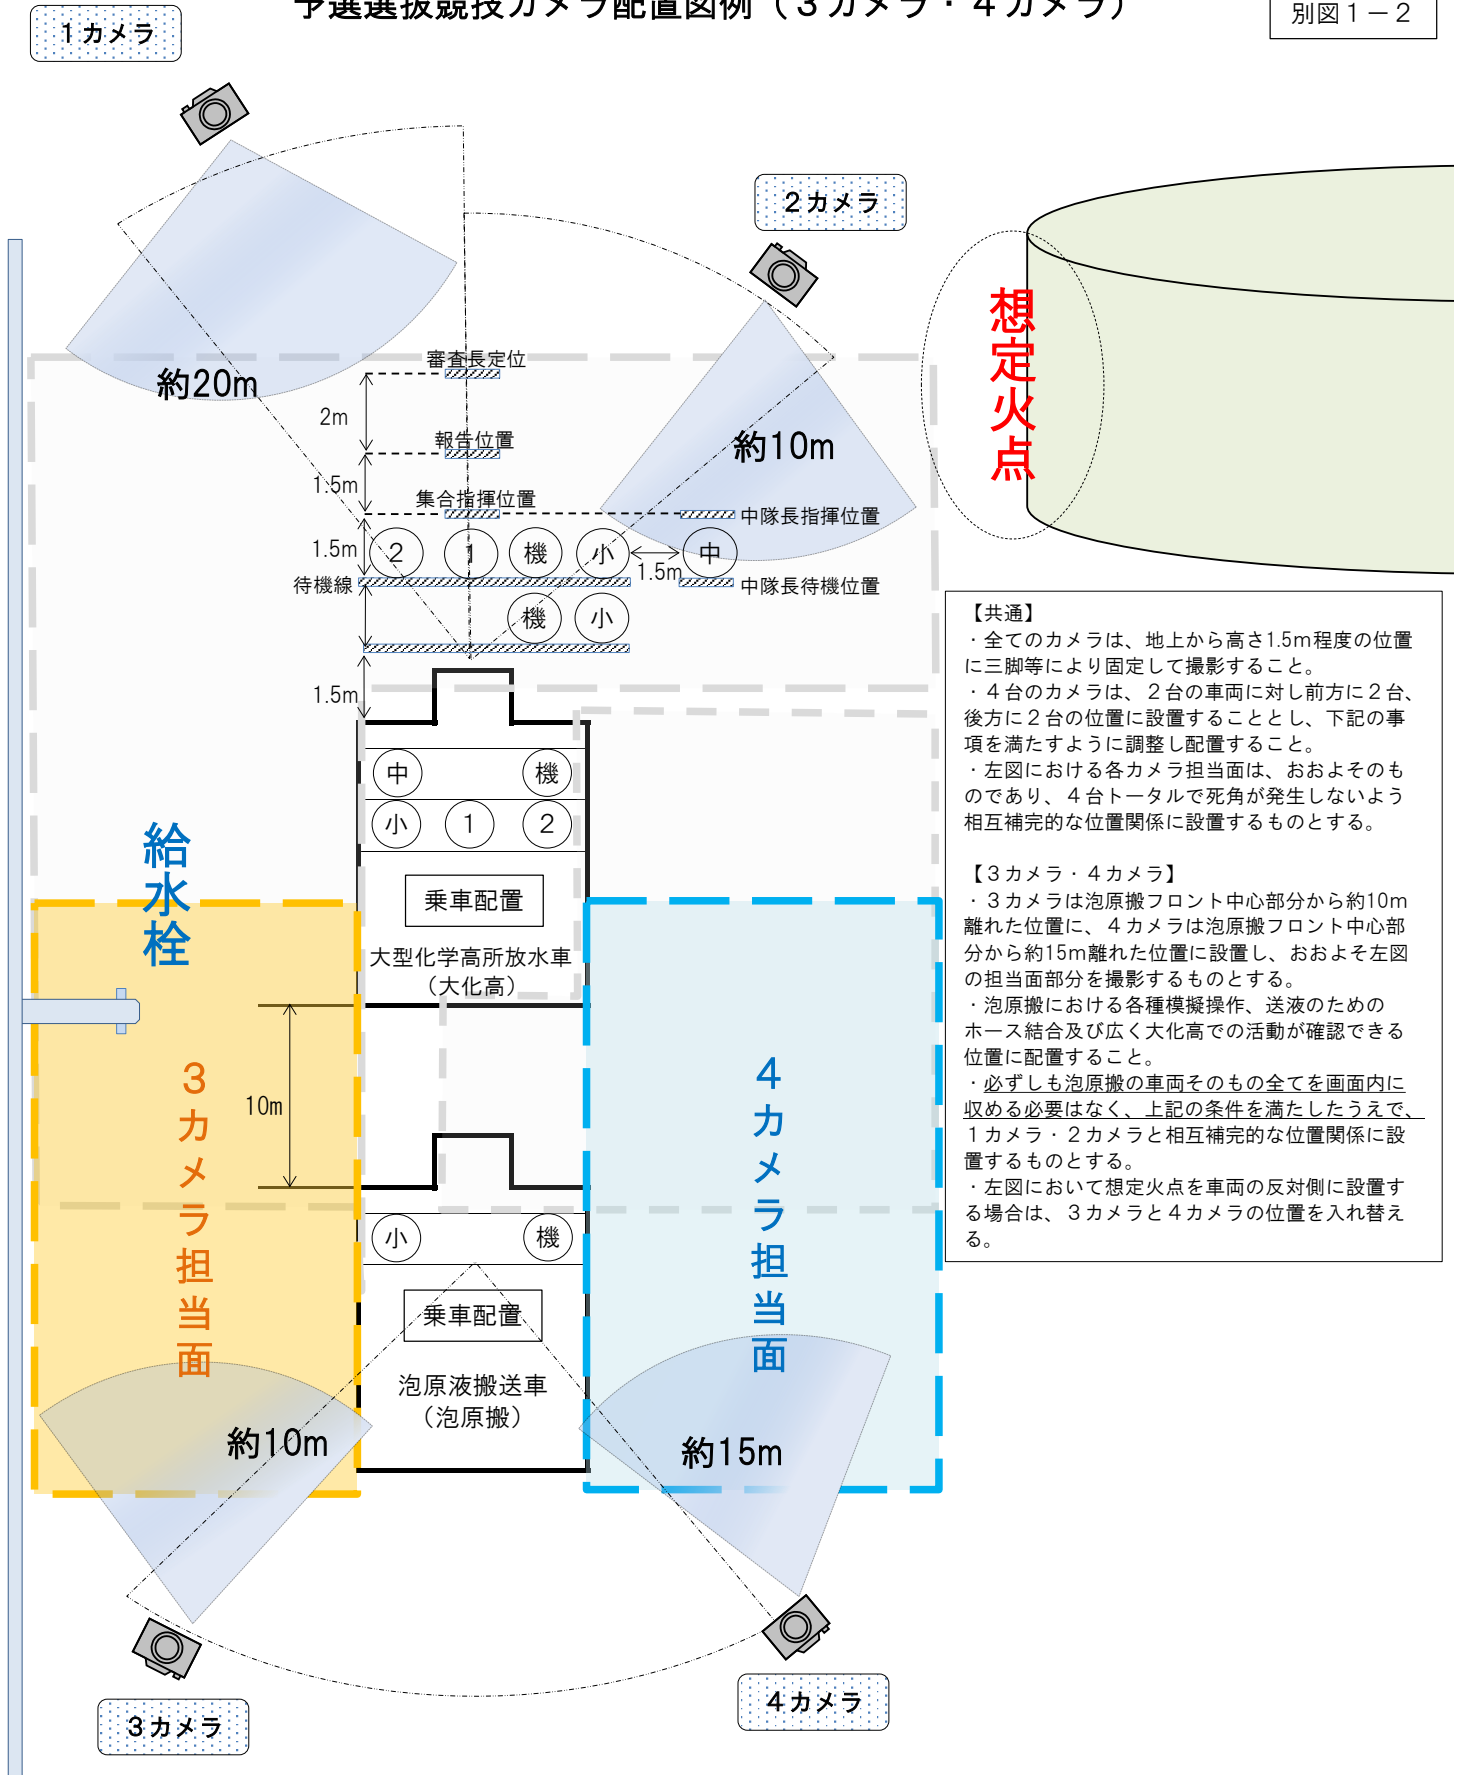 予選選抜競技カメラ配置図例（３カメラ・４カメラ）
別図１－２
１カメラ
２カメラ
想定火点
約20m
審査長定位
2m
報告位置
約10m
1.5m
集合指揮位置
中隊長指揮位置
1.5m
２
１
機
小
中
1.5m
待機線
中隊長待機位置
機
小
1.5m
中
機
小
１
２
乗車配置
大型化学高所放水車
（大化高）
給水栓
10m
３カメラ担当面
４カメラ担当面
小
機
乗車配置
泡原液搬送車
（泡原搬）
約10m
約15m
３カメラ
４カメラ
【共通】
・全てのカメラは、地上から高さ1.5m程度の位置
に三脚等により固定して撮影すること。
・４台のカメラは、２台の車両に対し前方に２台、
後方に２台の位置に設置することとし、下記の事
項を満たすように調整し配置すること。
・左図における各カメラ担当面は、おおよそのも
のであり、４台トータルで死角が発生しないよう
相互補完的な位置関係に設置するものとする。
【３カメラ・４カメラ】
・３カメラは泡原搬フロント中心部分から約10m
離れた位置に、４カメラは泡原搬フロント中心部
分から約15m離れた位置に設置し、おおよそ左図
の担当面部分を撮影するものとする。
・泡原搬における各種模擬操作、送液のための
ホース結合及び広く大化高での活動が確認できる
位置に配置すること。
・必ずしも泡原搬の車両そのもの全てを画面内に
収める必要はなく、上記の条件を満たしたうえで、
１カメラ・２カメラと相互補完的な位置関係に設
置するものとする。
・左図において想定火点を車両の反対側に設置す
る場合は、３カメラと４カメラの位置を入れ替え
る。